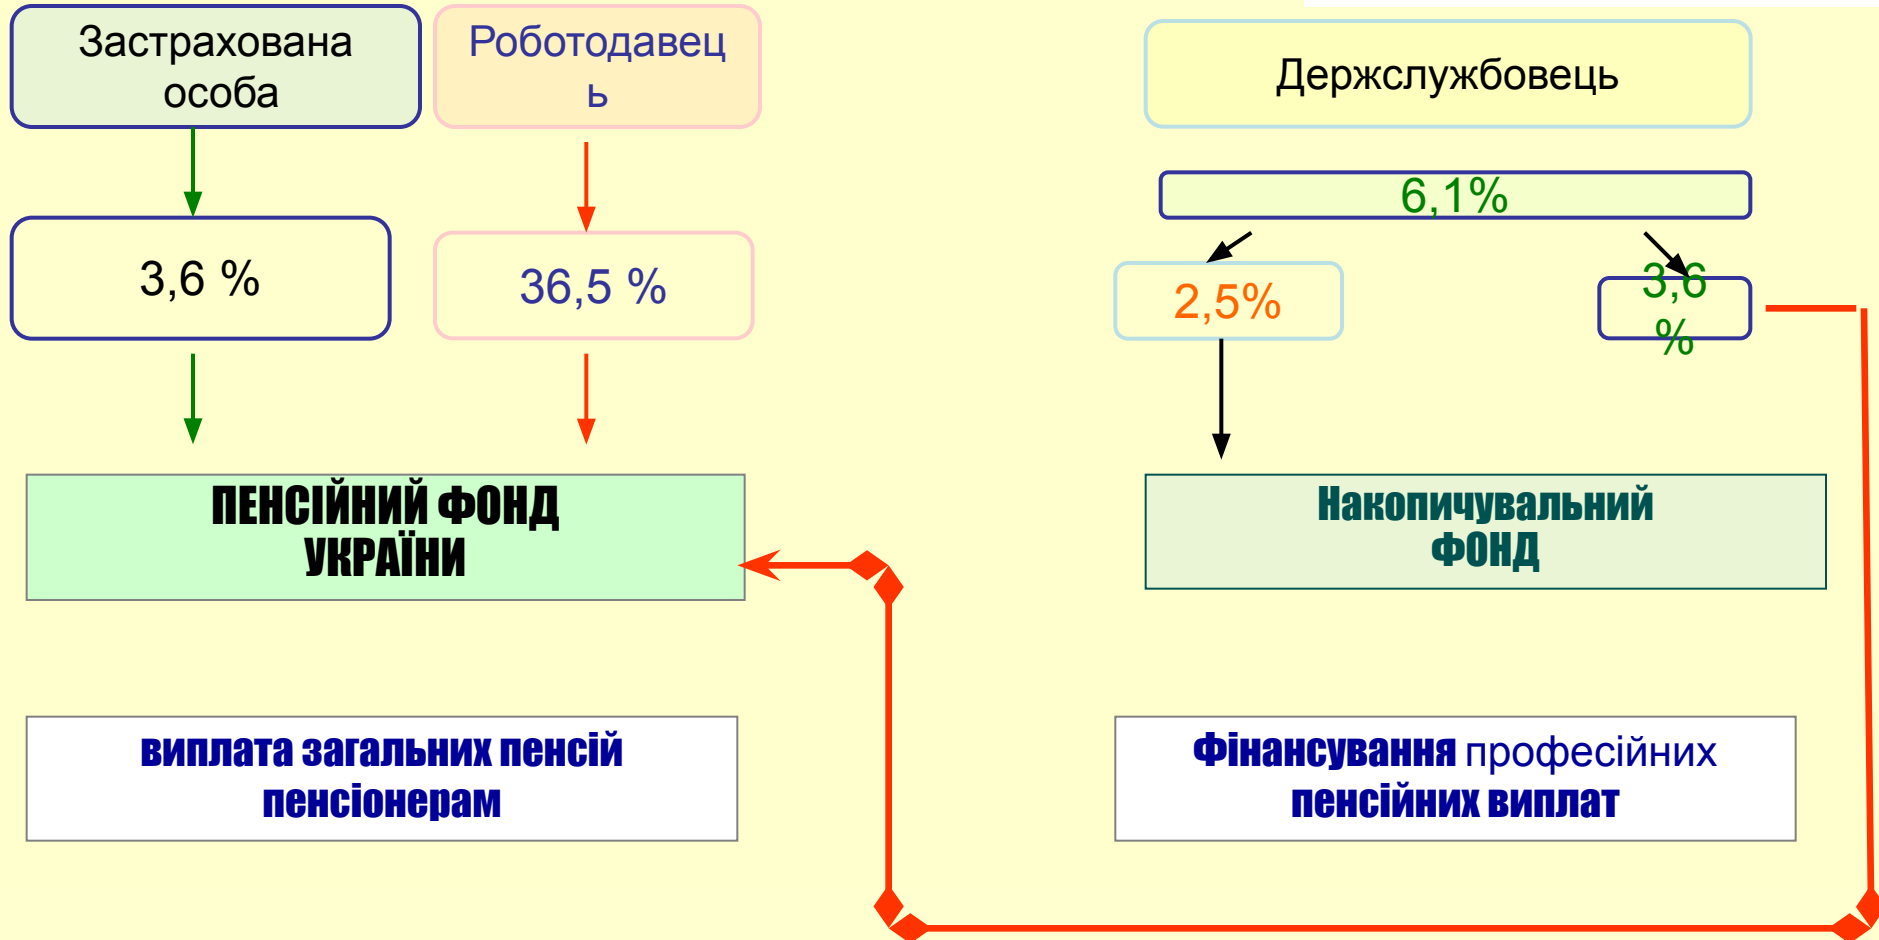 Застрахована
особа
Роботодавец
ь
Держслужбовець
6,1%
3,6 %
36,5 %
2,5%
3,6
%
ПЕНСІЙНИЙ ФОНД
УКРАЇНИ
Накопичувальний
ФОНД
виплата загальних пенсій
пенсіонерам
Фінансування професійних
пенсійних виплат